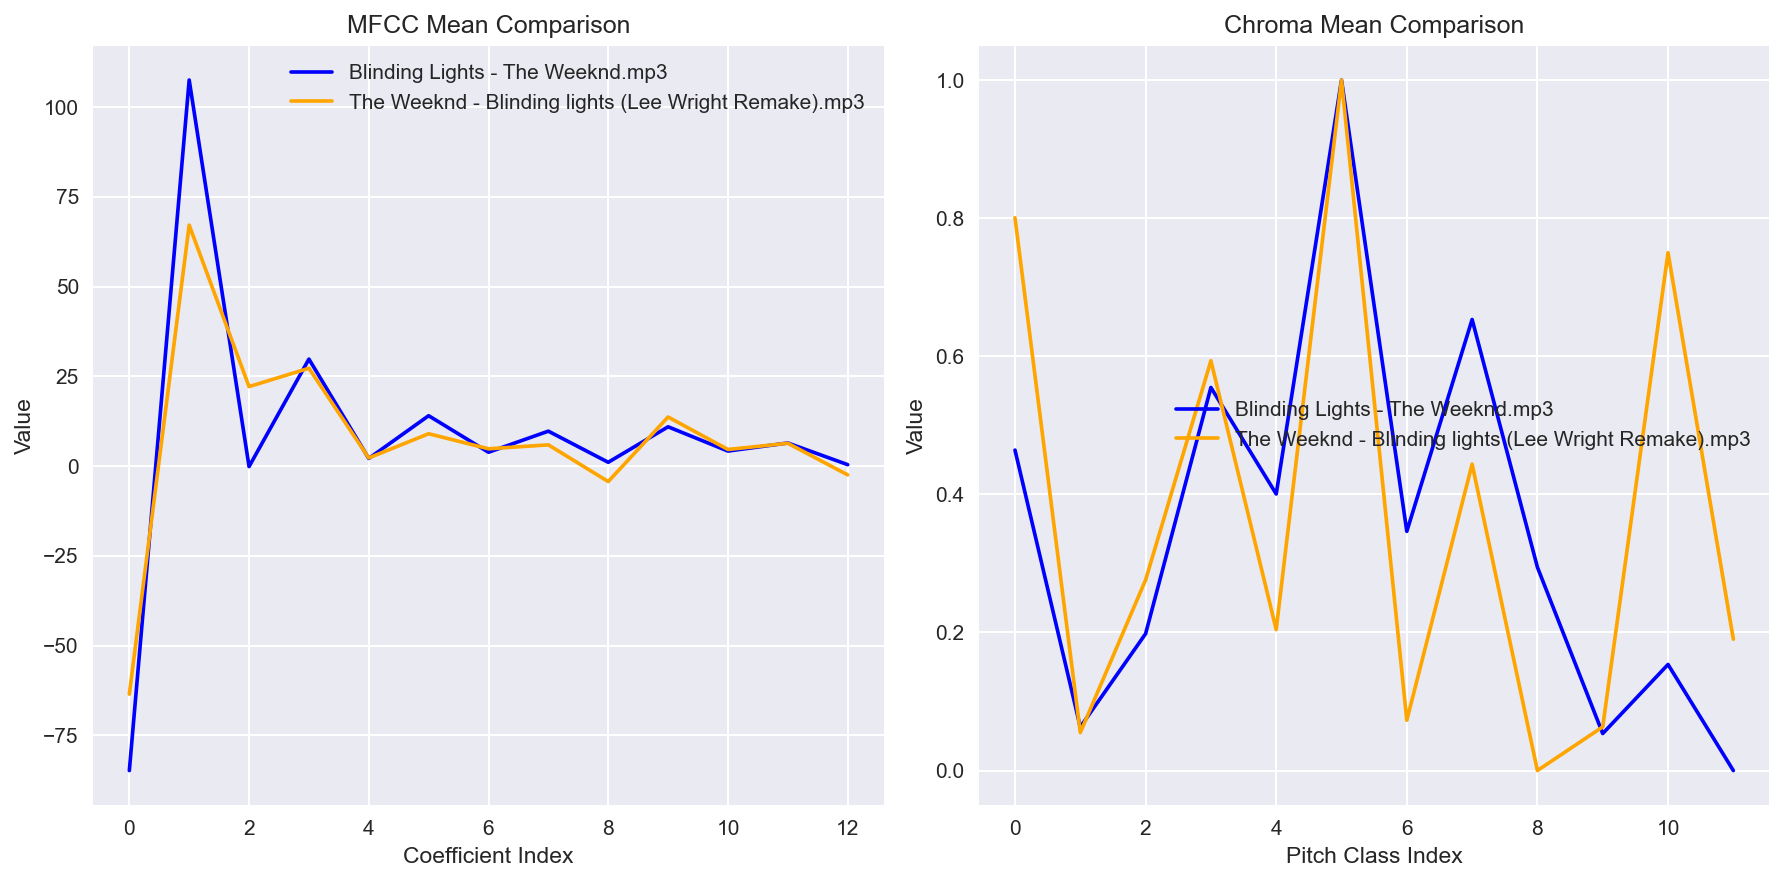 MFCC Mean Comparison
Blinding Lights - The Weeknd.mp3
The Weeknd - Blinding lights (Lee Wright Remake).mp3
100
75
50
25
0
−25
−50
−75
Value
0 2 4 6 8 10 12
Coefficient Index
Chroma Mean Comparison
1.0
0.8
0.6
0.4
0.2
0.0
Value
Blinding Lights - The Weeknd.mp3
The Weeknd - Blinding lights (Lee Wright Remake).mp3
0 2 4 6 8 10
Pitch Class Index